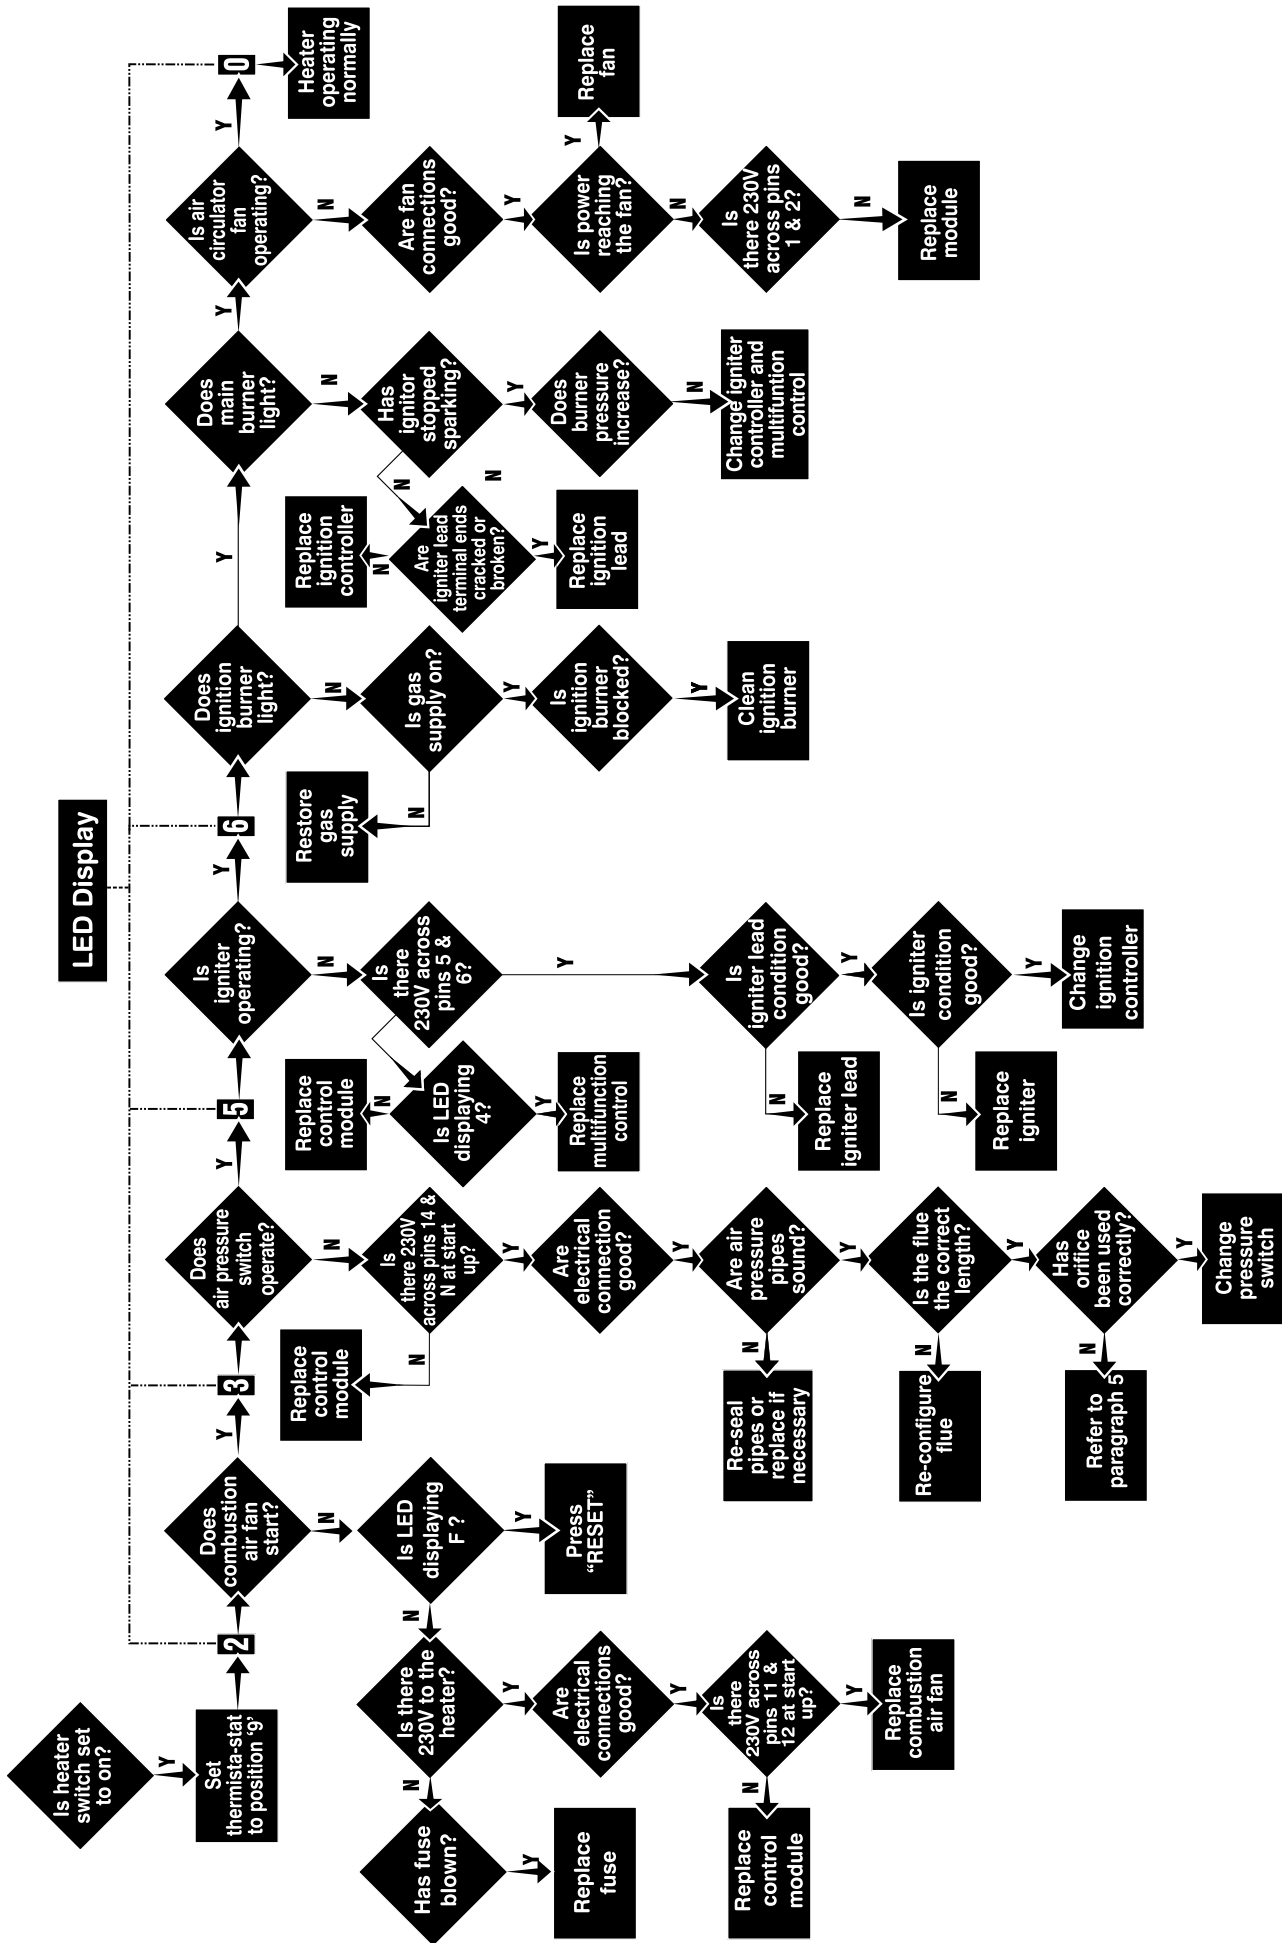 LED Display
Is heater
switch set
to on?
Y
Set
thermista-stat
to position ‘9’
2
Does
combustion
air fan
start?
Y
3
Does
air pressure
switch
operate?
Y
5
Is
igniter
operating?
Y
6
Does
ignition
burner
light?
Y
Does
main
burner
light?
Y
Is air
circulator
fan
operating?
Y
0
Heater
operating
normally
N
Is LED
displaying
F ?
Y
Press
“RESET”
N
Is there
230V to the
heater?
N
Has fuse
blown?
Y
Replace
fuse
Y
Are
electrical
connections
good?
Y
Is
there
230V across
pins 11 &
12 at start
up?
N
Replace
control
module
Y
Replace
combustion
air fan
N
Is
there 230V
across pins 14 &
N at start
up?
N
Replace
control
module
Y
Are
electrical
connection
good?
Y
Are air
pressure
pipes
sound?
N
Re-seal
pipes or
replace if
necessary
Y
Is the flue
the correct
length?
N
Re-configure
flue
Y
Has
orifice
been used
correctly?
N
Refer to
paragraph 5
Y
Change
pressure
switch
N
Is
there
230V across
pins 5 &
6?
Is LED
displaying
4?
N
Replace
control
module
Y
Replace
multifunction
control
Y
Is
igniter lead
condition
good?
N
Replace
igniter lead
Y
Is igniter
condition
good?
N
Replace
igniter
Y
Change
ignition
controller
N
Is gas
supply on?
N
Restore
gas
supply
Y
Is
ignition
burner
blocked?
Y
Clean
ignition
burner
N
Has
ignitor
stopped
sparking?
N
Are
igniter lead
terminal ends
cracked or
broken?
N
Replace
ignition
controller
Y
Replace
ignition
lead
N
Y
Does
burner
pressure
increase?
N
Change igniter
controller and
multifuntion
control
N
Are fan
connections
good?
Y
Is power
reaching
the fan?
Y
Replace
fan
N
Is
there 230V
across pins
1 & 2?
N
Replace
module